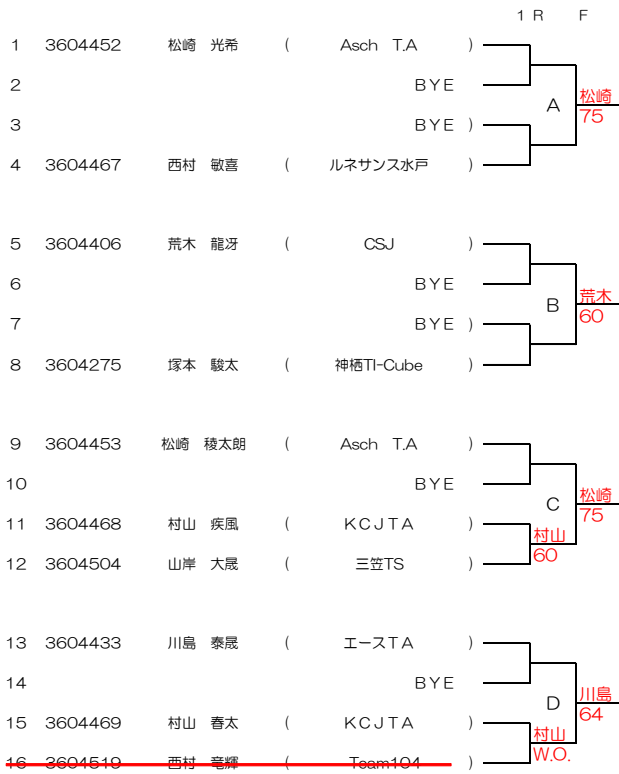 1 R F
1 3604452 松崎 光希 ( Asch T.A )
2 BYE
A 松崎
75
3 BYE )
4 3604467 西村 敏喜 ( ルネサンス水戸 )
5 3604406 荒木 龍冴 ( CSJ )
6 BYE
B 荒木
60
7 BYE )
8 3604275 塚本 駿太 ( 神栖TI-Cube )
9 3604453 松崎 稜太朗 ( Asch T.A )
10 BYE
C 松崎
75
11 3604468 村山 疾風 ( KCJTA )
村山
60
12 3604504 山岸 大晟 ( 三笠TS )
13 3604433 川島 泰晟 ( エースTA )
14 BYE
D 川島
64
15 3604469 村山 春太 ( KCJTA )
村山
W.O.
16 3604519 西村 竜輝 ( Team104 )